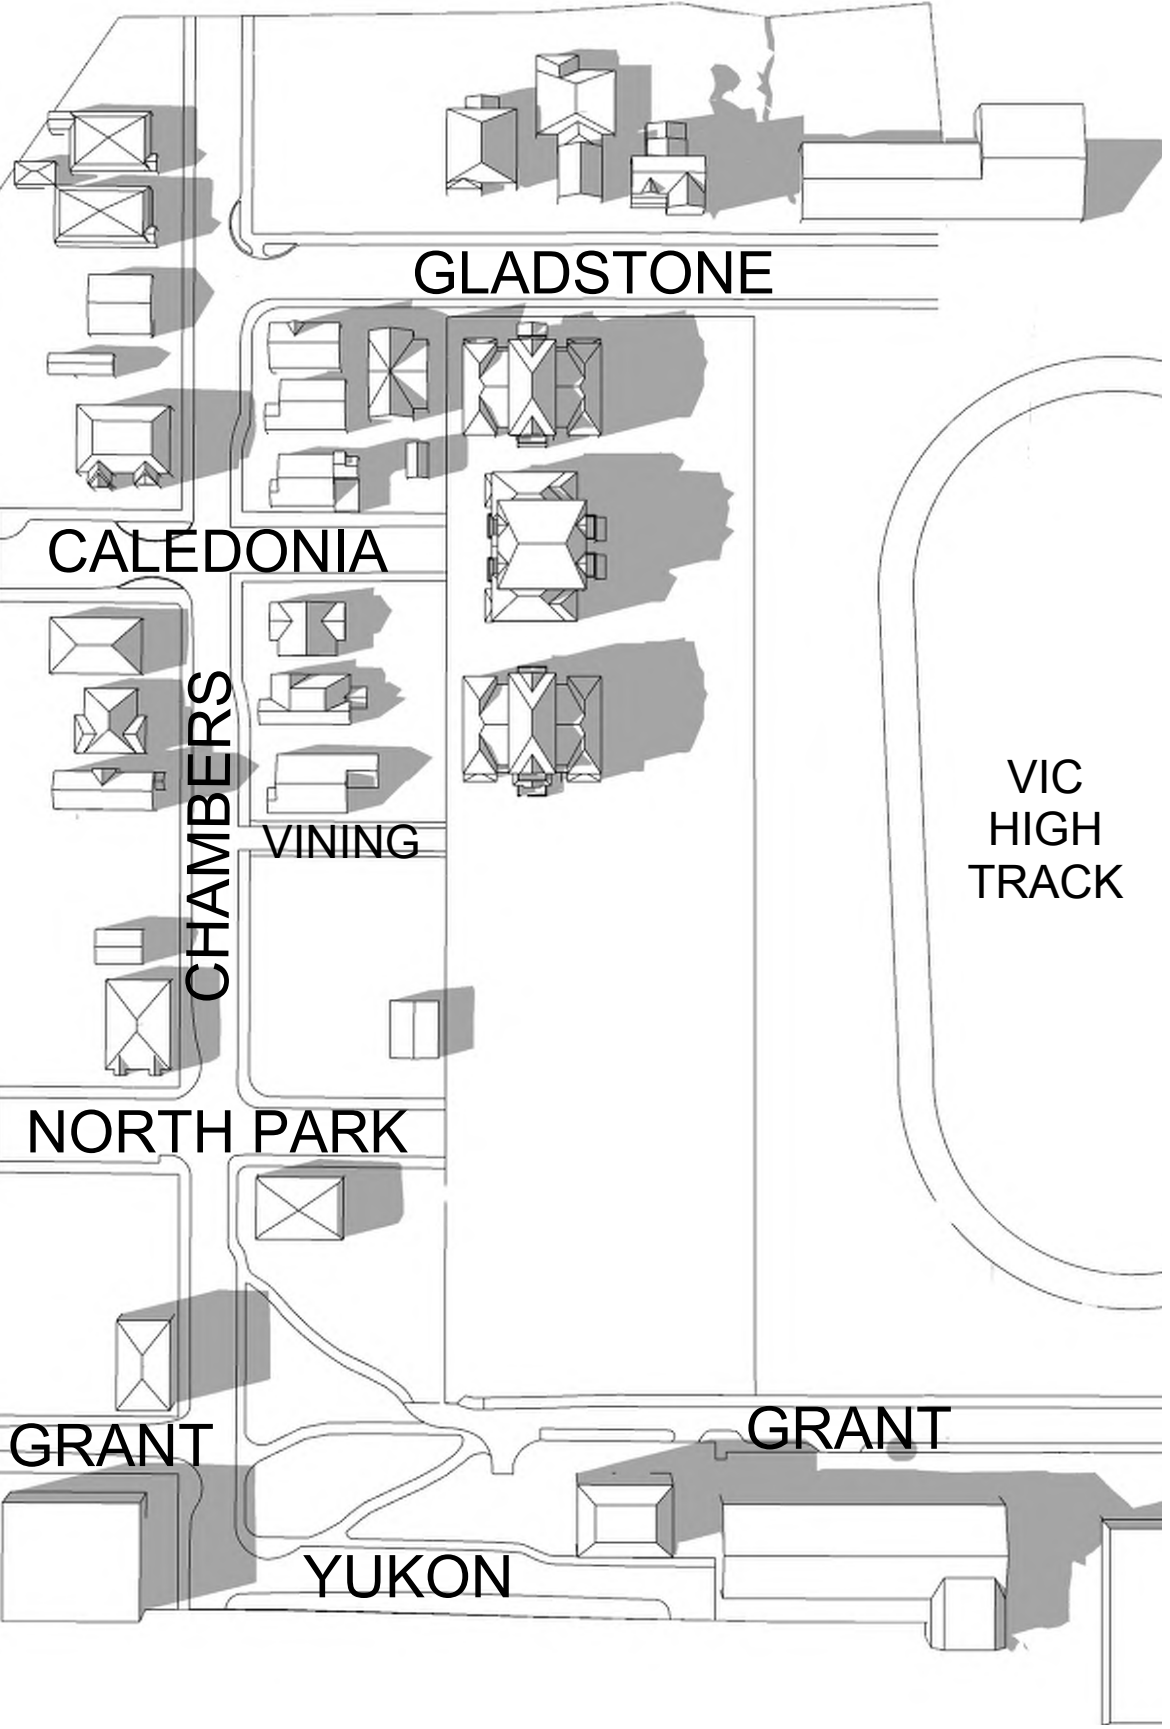 GLADSTONE
CALEDONIA
CHAMBERS
VIC
HIGH
TRACK
VINING
NORTH PARK
GRANT
GRANT
YUKON